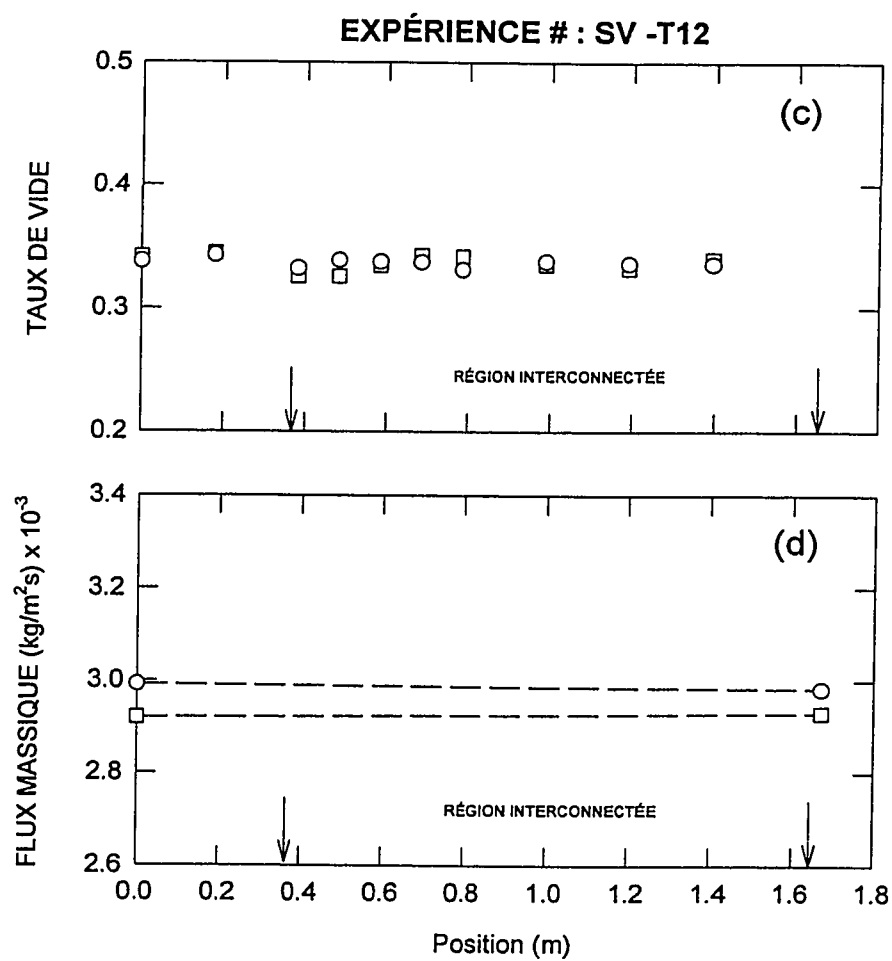 EXPÉRIENCE # : SV -T12
(c)
TAUX DE VIDE
0.5
0.4
0.3
0.2
RÉGION INTERCONNECTÉE
(d)
FLUX MASSIQUE (kg/m²s) x 10⁻³
3.4
3.2
3.0
2.8
2.6
RÉGION INTERCONNECTÉE
0.0 0.2 0.4 0.6 0.8 1.0 1.2 1.4 1.6 1.8
Position (m)